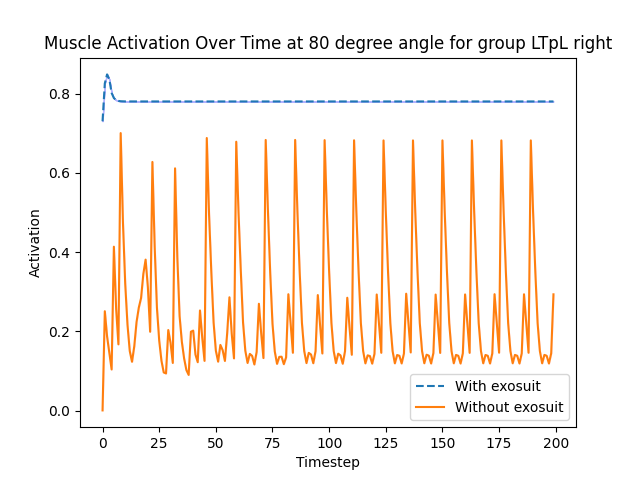 Muscle Activation Over Time at 80 degree angle for group LTpL right
Activation
0.8
0.6
0.4
0.2
0.0
With exosuit
Without exosuit
0 25 50 75 100 125 150 175 200
Timestep